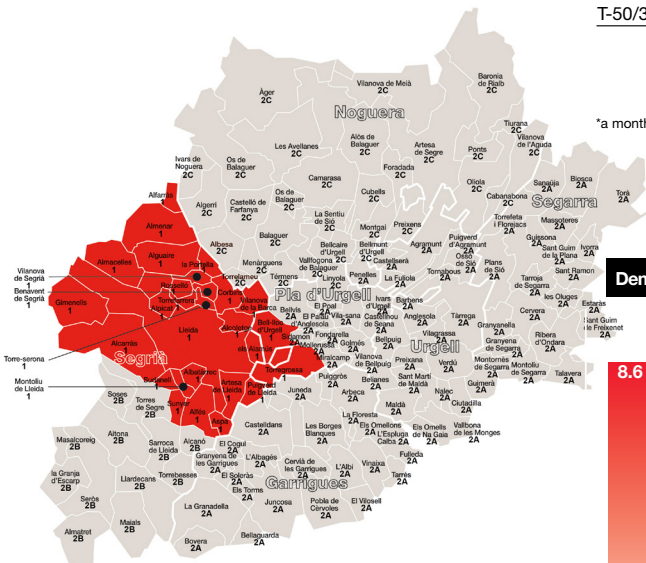 T-50/3
*a month
Àger
2C
Vilanova de Meià
2C
Baronia
de Rialb
2C
Noguera
Tiurana
2C
Vilanova
de l'Aguda
2C
Les Avellanes
2C
Alòs de
Balaguer
2C
Artesa
de Segre
2C
Ponts
2C
Ivars de
Noguera
2C
Os de
Balaguer
2C
Foradada
2C
Camarasa
2C
Oliola
2C
Sanaüja
2A
Biosca
2A
Torà
2A
Alfarràs
1
Algerri
2C
Castelló de
Farfanya
2C
Os de
Balaguer
2C
Cubells
2C
Cabanabona
2C
Segarra
Almenar
1
La Sentiu
de Sió
2C
Montgai
2C
Preixens
2C
Torrefeta
i Florejacs
2A
Massoteres
2A
Albesa
2C
Balaguer
2C
Bellcaire
d'Urgell
2C
Bellmunt
d'Urgell
2C
Agramunt
2A
Puigverd
d'Agramunt
2A
Guissona
2A
Sant Guim
de la Plana
2A
Ivorra
2A
Almacelles
1
Alguaire
1
la Portella
1
Menàrguens
2C
Vallfogona
de Balaguer
2C
Castellserà
2A
Ossó
de Sió
2A
Plans
de Sió
2A
Sant Ramon
2A
Vilanova
de Segrià
1
Rosselló
1
Torrelameu
2C
Térmens
2C
Linyola
2C
Penelles
2A
La Fuliola
2A
Tornabous
2A
Tarroja
de Segarra
2A
Benavent
de Segrià
1
Corbins
1
Pla d'Urgell
les Oluges
2A
Estaràs
2A
Gimenells
1
Torrefarrera
1
Alpicat
1
Vilanova
de la Barca
1
Bellvís
2A
El Poal
2A
Ivars
d'Urgell
2A
Barbens
2A
Anglesola
2A
Tàrrega
2A
Cervera
2A
Sant Guim
de Freixenet
2A
Lleida
1
Alcoletge
1
Bell-lloc
d'Urgell
1
El Palau
d'Anglesola
2A
Vila-sana
2A
Castellnou
de Seana
2A
Vilagrassa
2A
Granyanella
2A
Alcarràs
1
els Alamús
1
Sidamon
2A
Fondarella
2A
Mollerussa
2A
Golmés
2A
Bellpuig
2A
Urgell
Granyena
de Segarra
2A
Ribera
d'Ondara
2A
Torre-serona
1
Segrià
Miralcamp
2A
Vilanova
de Bellpuig
2A
Preixana
2A
Verdú
2A
Montornès
de Segarra
2A
Montoliu
de Segarra
2A
Talavera
2A
Torregrossa
1
Montoliu
de Lleida
1
Butsenit
1
Albatàrrec
1
Artesa
de Lleida
1
Puigverd
de Lleida
1
Puiggròs
2A
Belianes
2A
Sant Martí
de Maldà
2A
Guimerà
2A
Soses
2B
Torres
de Segre
2B
Sunyer
1
Alfés
1
Juneda
2A
Arbeca
2A
Maldà
2A
Nalec
2A
Ciutadilla
2A
Aspa
1
Castelldans
2A
Les Borges
Blanques
2A
La Floresta
2A
Els Omellons
2A
L'Espluga
Calba 2A
Els Omells
de Na Gaia
2A
Vallbona
de les Monges
2A
Masalcoreig
2B
Aitona
2B
Sarroca
de Lleida
2B
Alcanó
2B
El Cogul
2A
Granyena de
les Garrigues
2A
L'Albagés
2A
Cervià de
les Garrigues
2A
L'Albi
2A
Vinaixa
2A
Fulleda
2A
Tarrés
2A
la Granja
d'Escarp
2B
Llardecans
2B
Torrebesses
2B
El Soleràs
2A
Els Torms
2A
Garrigues
Seròs
2B
La Granadella
2A
Juncosa
2A
Pobla de
Cérvoles
2A
El Vilosell
2A
Almatret
2B
Maials
2B
Bovera
2A
Bellaguarda
2A
Den
8.6